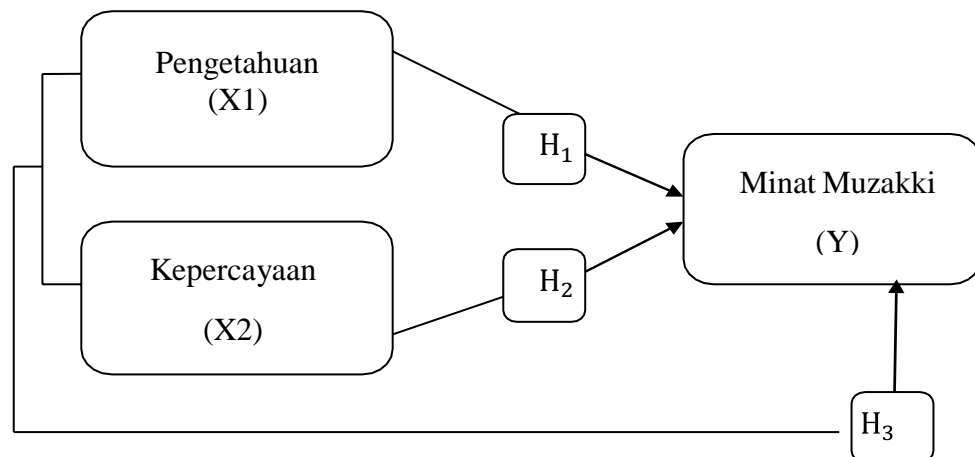 Pengetahuan
(X1)
H₁
Minat Muzakki
(Y)
Kepercayaan
(X2)
H₂
H₃